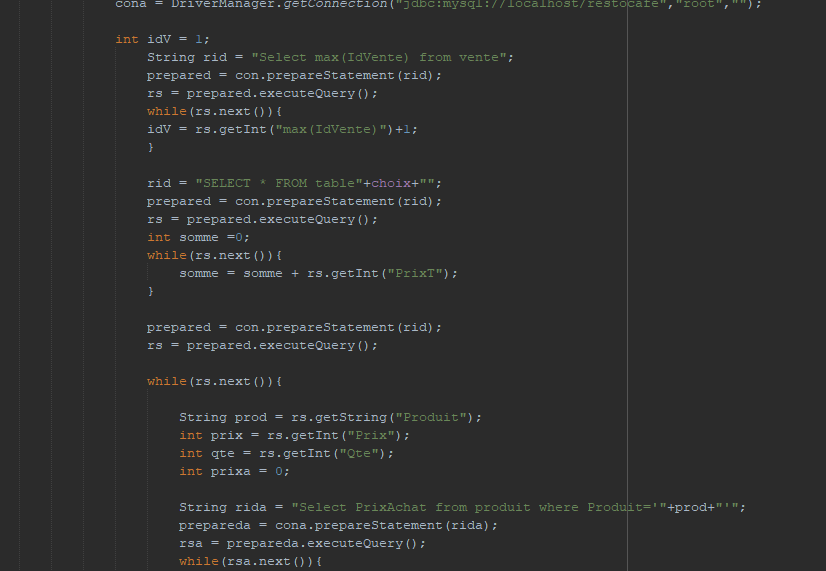 cona = DriverManager.getConnection("jdbc:mysql://localhost/restocafe","root","");
int idV = 1;
String rid = "Select max(IdVente) from vente";
prepared = con.prepareStatement(rid);
rs = prepared.executeQuery();
while(rs.next()){
idV = rs.getInt("max(IdVente)")+1;
}
rid = "SELECT * FROM table"+choix+"";
prepared = con.prepareStatement(rid);
rs = prepared.executeQuery();
int somme =0;
while(rs.next()){
somme = somme + rs.getInt("PrixT");
}
prepared = con.prepareStatement(rid);
rs = prepared.executeQuery();
while(rs.next()){
String prod = rs.getString("Produit");
int prix = rs.getInt("Prix");
int qte = rs.getInt("Qte");
int prixa = 0;
String rida = "Select PrixAchat from produit where Produit='"+prod+"'";
prepareda = cona.prepareStatement(rida);
rsa = prepareda.executeQuery();
while(rsa.next()){